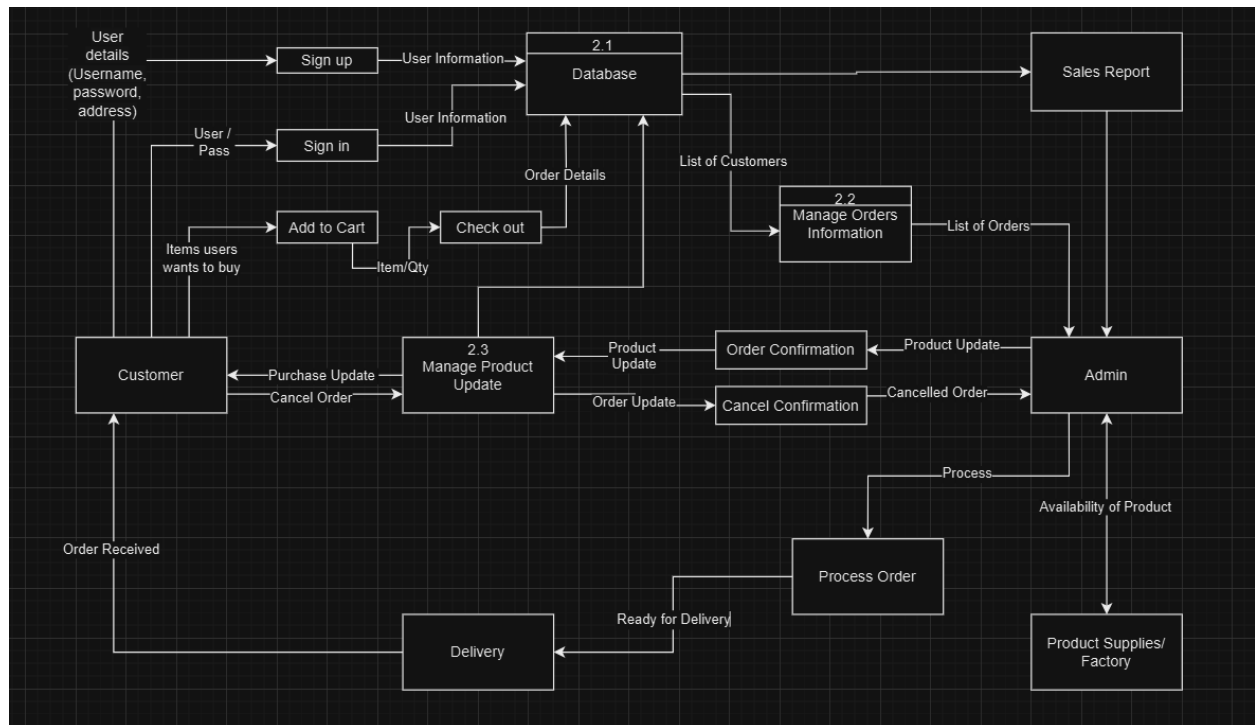 User
details
(Username,
password,
address)
Sign up
User Information
2.1
Database
Sales Report
User /
Pass
Sign in
User Information
List of Customers
Order Details
2.2
Manage Orders
Information
List of Orders
Add to Cart
Check out
Items users
wants to buy
Item/Qty
Customer
Purchase Update
Cancel Order
2.3
Manage Product
Update
Product
Update
Order Confirmation
Product Update
Admin
Order Update
Cancel Confirmation
Cancelled Order
Process
Availability of Product
Order Received
Process Order
Ready for Delivery
Delivery
Product Supplies/
Factory